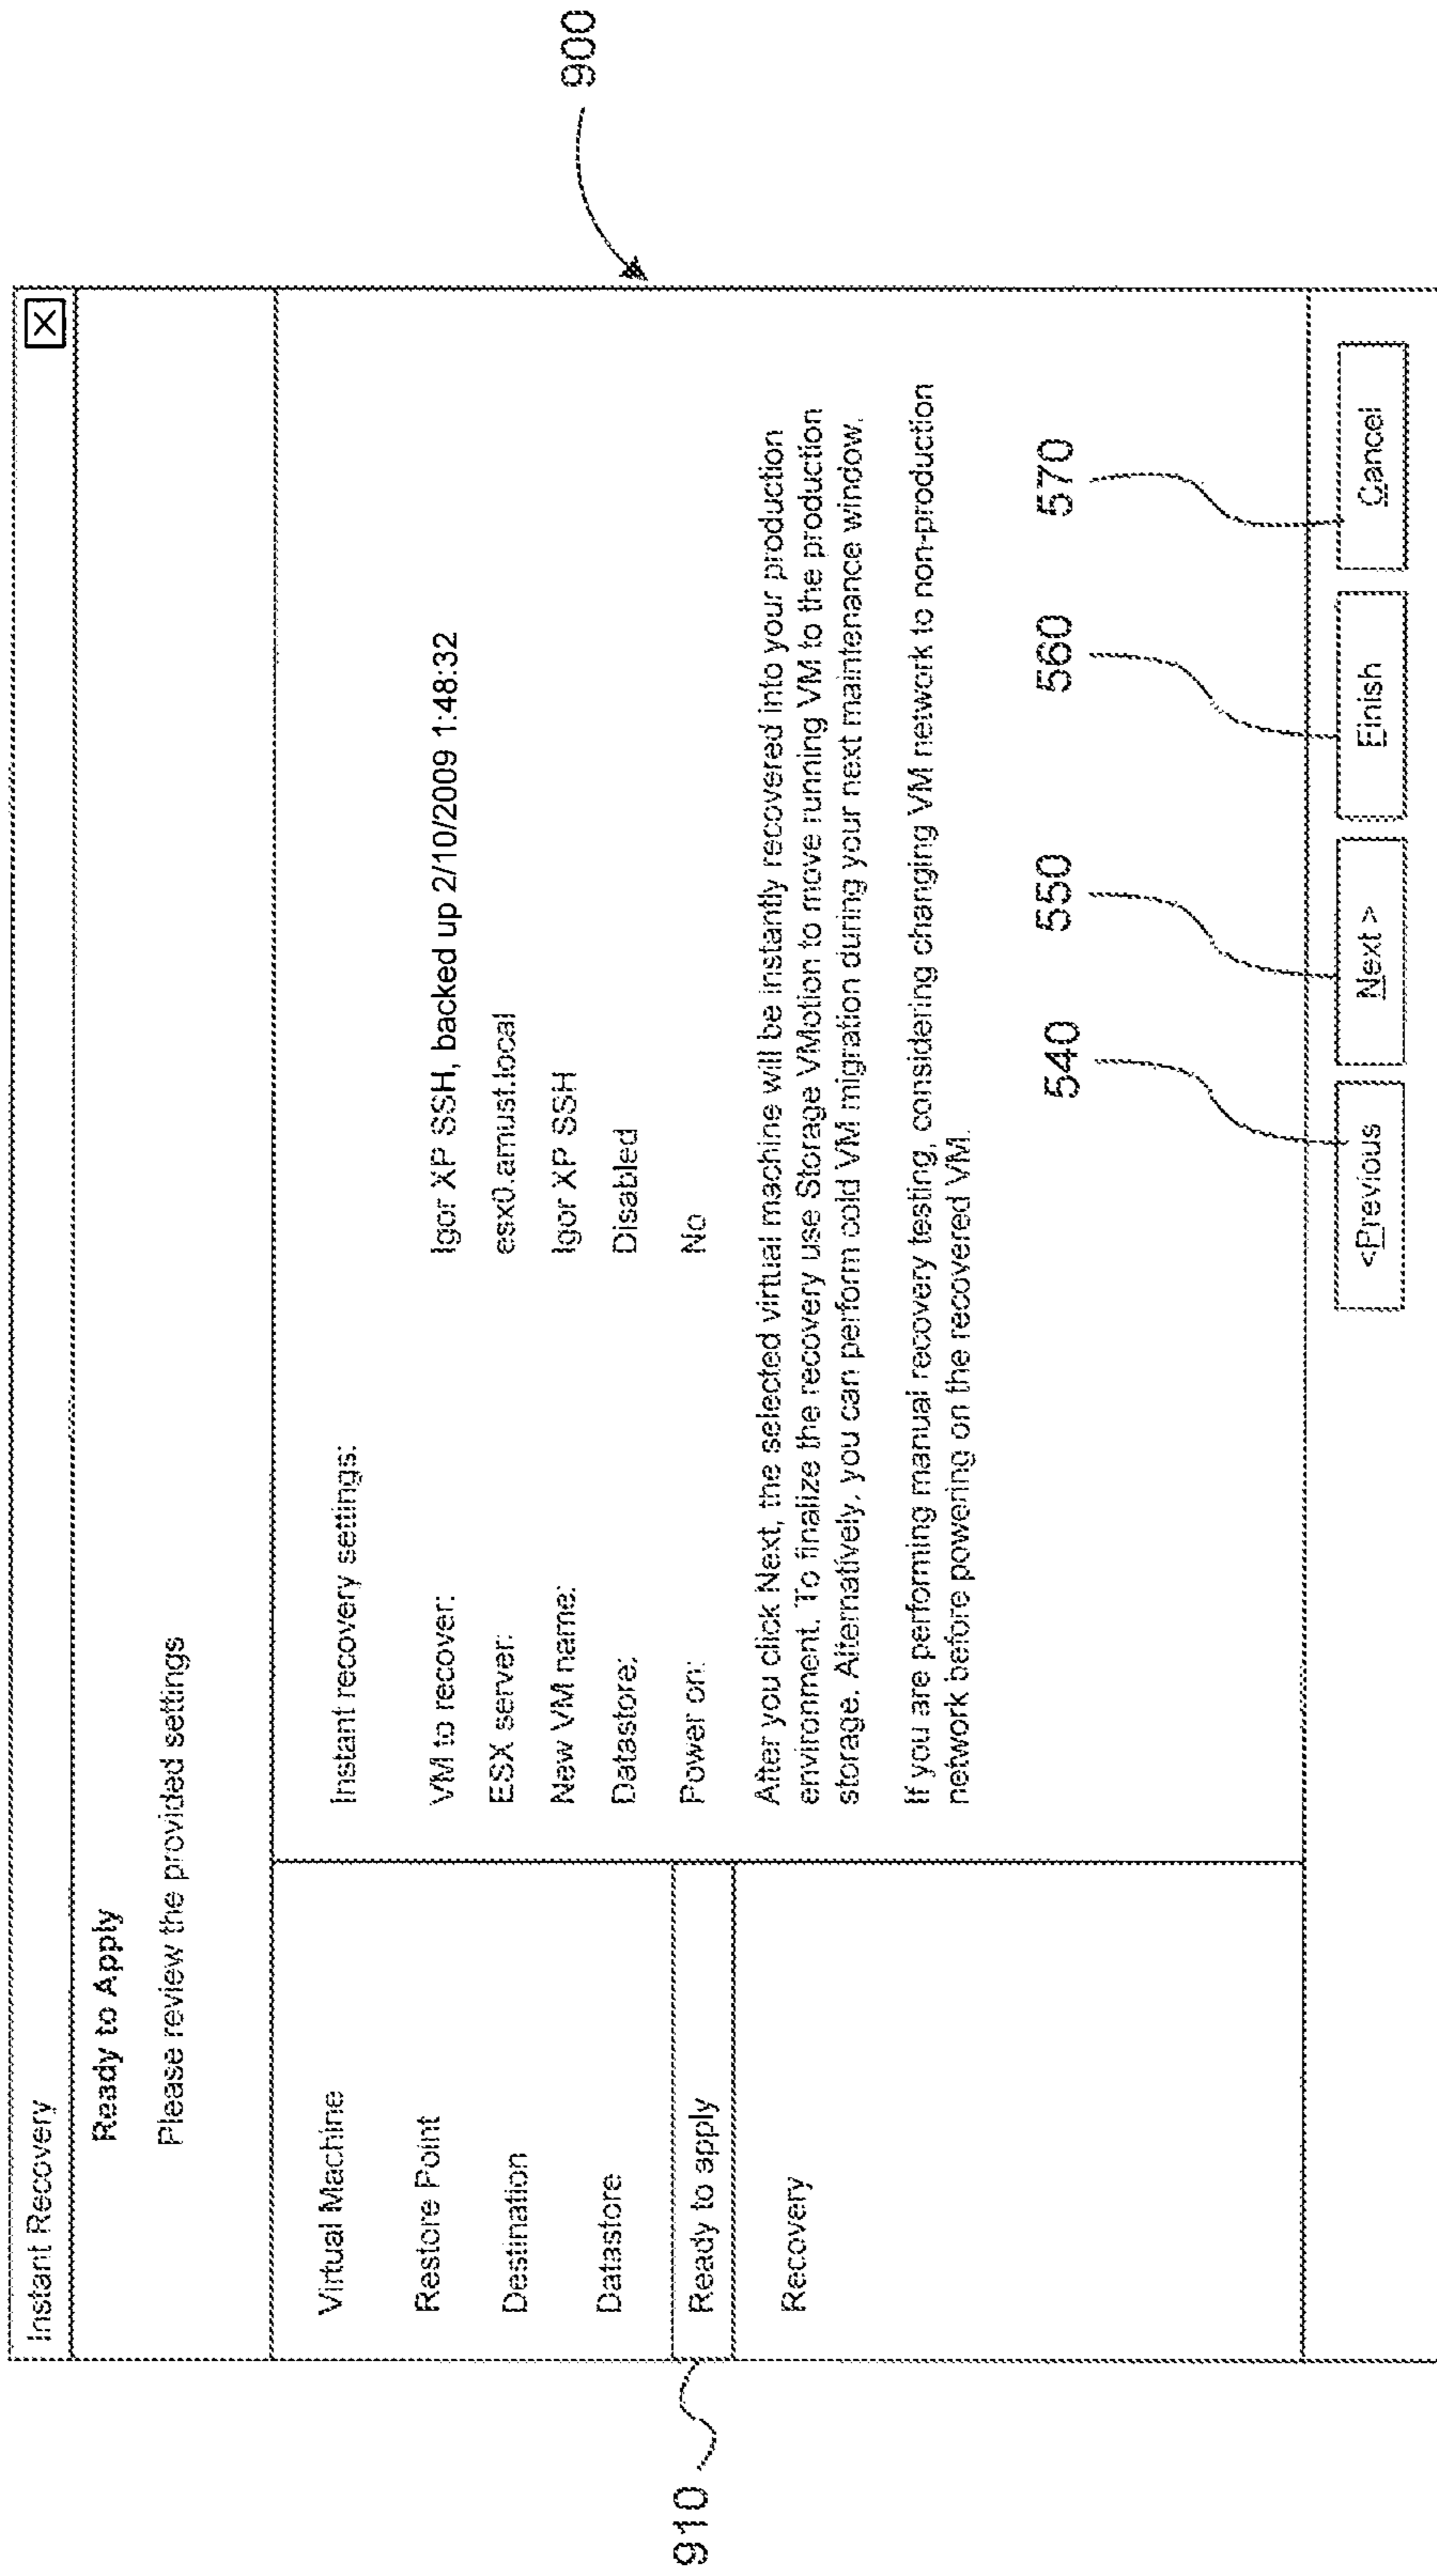 Instant Recovery
X
Ready to Apply
Please review the provided settings
Virtual Machine
Restore Point
Destination
Datastore
Ready to apply
Recovery
910
Instant recovery settings:
VM to recover: Igor XP SSH, backed up 2/10/2009 1:48:32
ESX server: esx0.amust.local
New VM name: Igor XP SSH
Datastore: Disabled
Power on: No
After you click Next, the selected virtual machine will be instantly recovered into your production
environment. To finalize the recovery use Storage VMotion to move running VM to the production
storage. Alternatively, you can perform cold VM migration during your next maintenance window.
If you are performing manual recovery testing, considering changing VM network to non-production
network before powering on the recovered VM.
900
540
550
560
570
<Previous
Next >
Finish
Cancel